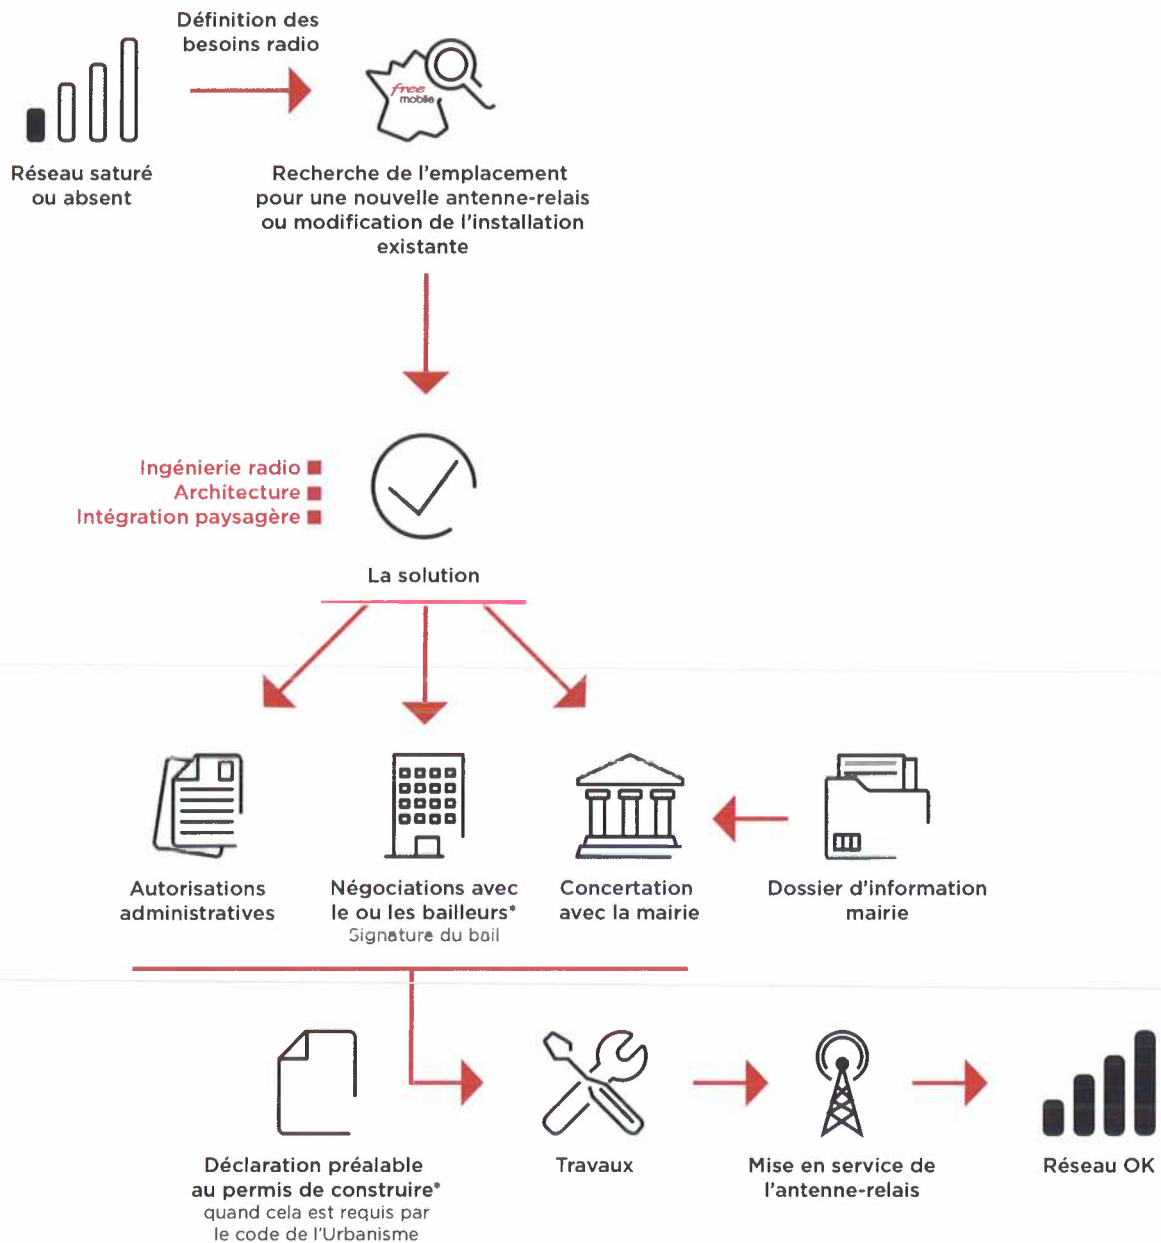 Définition des
besoins radio
free
mobile
Réseau saturé
ou absent
Recherche de l'emplacement
pour une nouvelle antenne-relais
ou modification de l'installation
existante
Ingénierie radio
Architecture
Intégration paysagère
La solution
Autorisations
administratives
Négociations avec
le ou les bailleurs*
Signature du bail
Concertation
avec la mairie
Dossier d'information
mairie
Déclaration préalable
au permis de construire*
quand cela est requis par
le code de l'Urbanisme
Travaux
Mise en service de
l'antenne-relais
Réseau OK